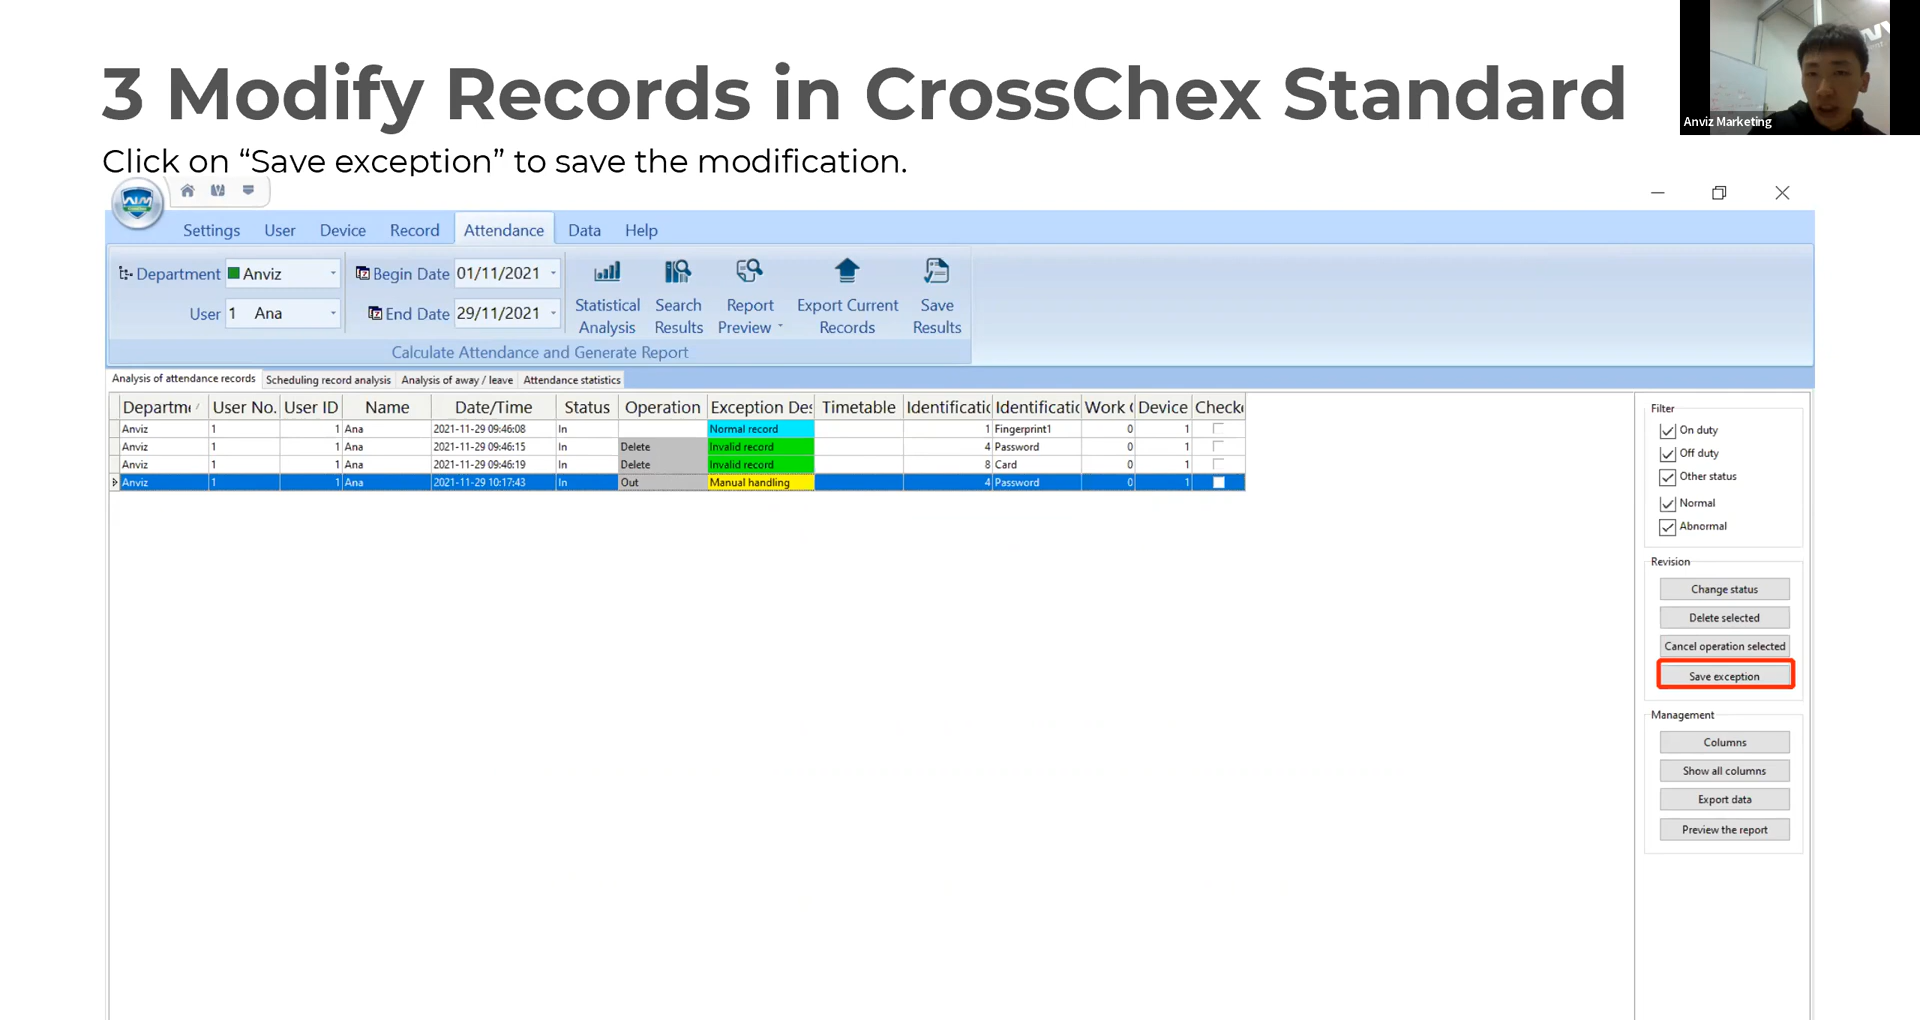 3 Modify Records in CrossChex Standard
Anviz Marketing
Click on “Save exception” to save the modification.
Settings User Device Record Attendance Data Help
Department Anviz Begin Date 01/11/2021
User 1 Ana End Date 29/11/2021
Statistical Analysis
Search Results
Report Preview
Export Current Records
Save Results
Calculate Attendance and Generate Report
Analysis of attendance records Scheduling record analysis Analysis of away / leave Attendance statistics
Departme User No. User ID Name Date/Time Status Operation Exception Des Timetable Identificatic Identificatic Work C Device Checke
Anviz 1 1 Ana 2021-11-29 09:46:08 In Normal record 1 Fingerprint1 0 1
Anviz 1 1 Ana 2021-11-29 09:46:15 In Delete Invalid record 4 Password 0 1
Anviz 1 1 Ana 2021-11-29 09:46:19 In Delete Invalid record 8 Card 0 1
Anviz 1 1 Ana 2021-11-29 10:17:43 In Out Manual handling 4 Password 0 1
Filter
On duty
Off duty
Other status
Normal
Abnormal
Revision
Change status
Delete selected
Cancel operation selected
Save exception
Management
Columns
Show all columns
Export data
Preview the report